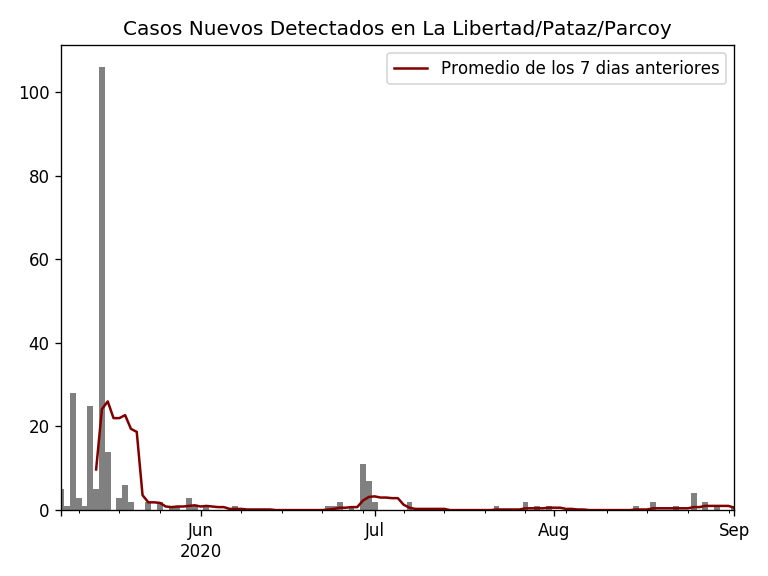 Casos Nuevos Detectados en La Libertad/Pataz/Parcoy
Promedio de los 7 dias anteriores
100
80
60
40
20
0
Jun
2020
Jul
Aug
Sep